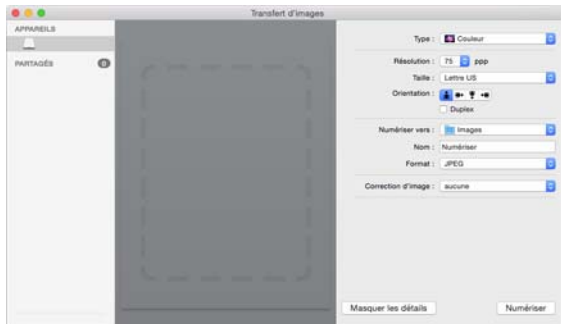 Transfert d'images
APPAREILS
PARTAGÉS 0
Type : Couleur
Résolution : 75 ppp
Taille : Lettre US
Orientation :
Duplex
Numériser vers : Images
Nom : Numériser
Format : JPEG
Correction d'image : aucune
Masquer les détails Numériser